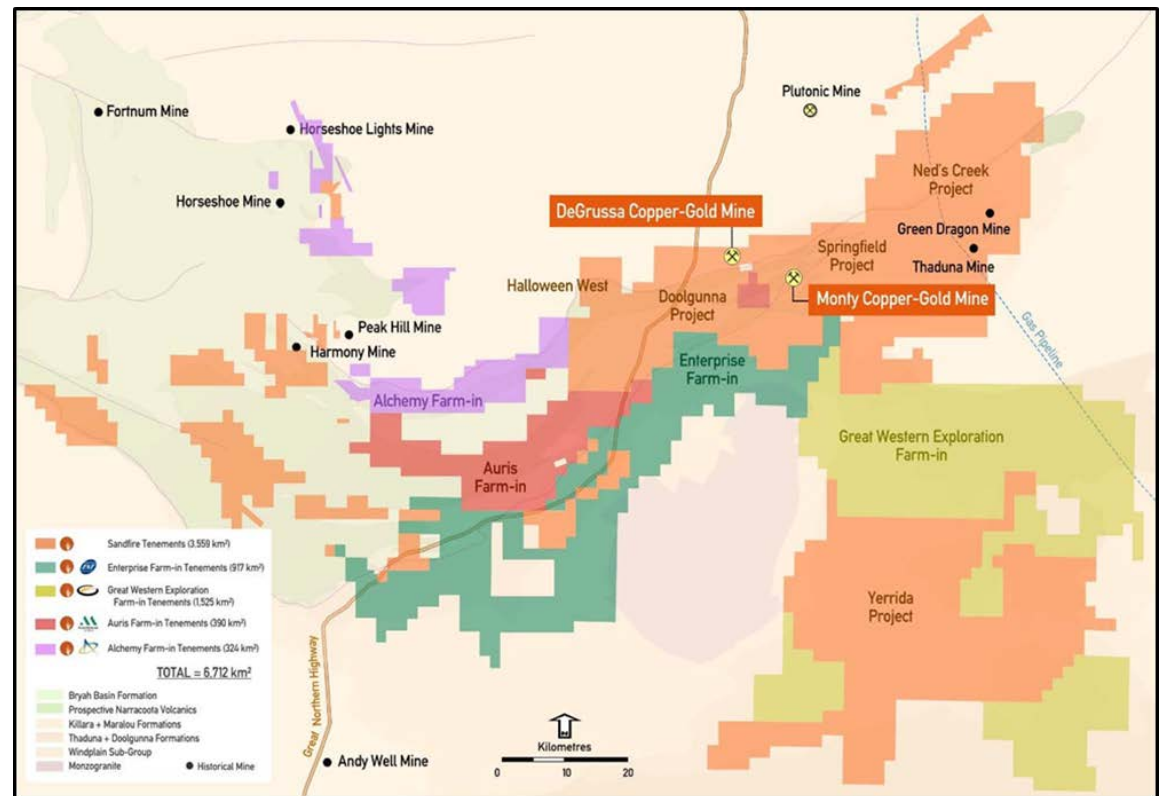 Plutonic Mine
Fortnum Mine
Horseshoe Lights Mine
Ned's Creek
Project
Horseshoe Mine
DeGrussa Copper-Gold Mine
Green Dragon Mine
Springfield
Project
Thaduna Mine
Halloween West
Doolgunna
Project
Monty Copper-Gold Mine
Gas Pipeline
Peak Hill Mine
Harmony Mine
Enterprise
Farm-in
Alchemy Farm-in
Great Western Exploration
Farm-in
Auris
Farm-in
Sandfire Tenements (3,559 km²)
Enterprise Farm-in Tenements (917 km²)
Great Western Exploration
Farm-in Tenements (1,525 km²)
Auris Farm-in Tenements (390 km²)
Alchemy Farm-in Tenements (324 km²)
TOTAL = 6,712 km²
Bryah Basin Formation
Prospective Narracoota Volcanics
Killara + Maralou Formations
Thaduna + Doolgunna Formations
Windplain Sub-Group
Monzogranite
Historical Mine
Yerrida
Project
Great Northern Highway
Andy Well Mine
Kilometres
0 10 20